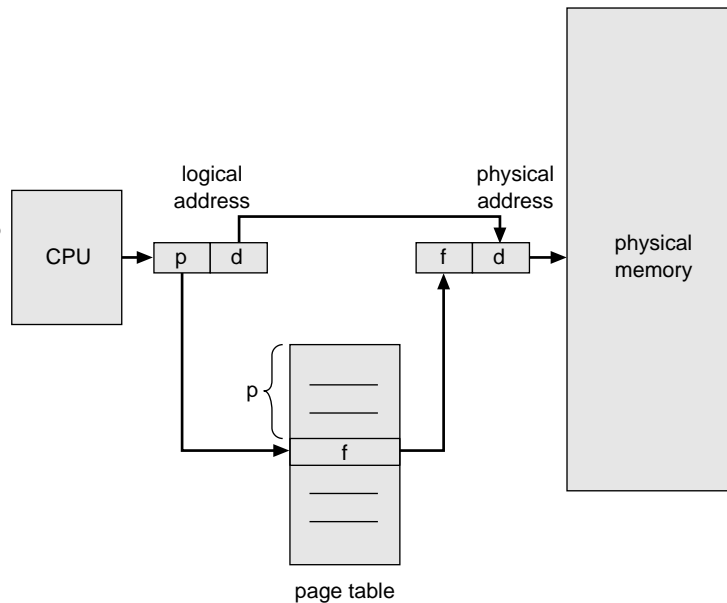 logical
address
physical
address
CPU
p
d
f
d
physical
memory
p
f
page table